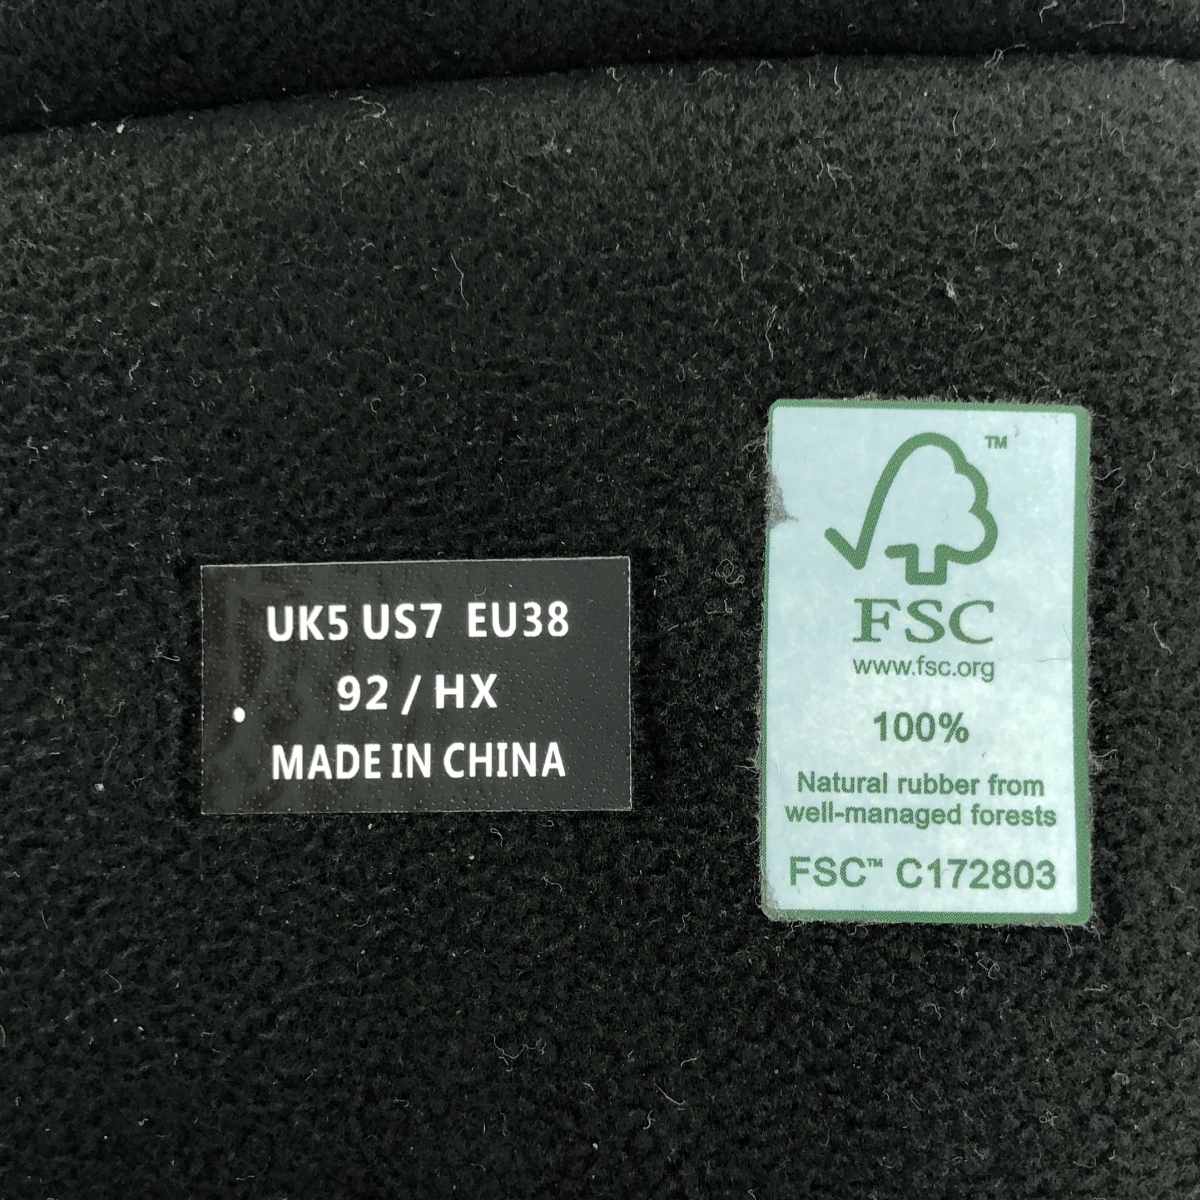 UK5 US7 EU38
92 / HX
MADE IN CHINA
™
FSC
www.fsc.org
100%
Natural rubber from
well-managed forests
FSC™ C172803